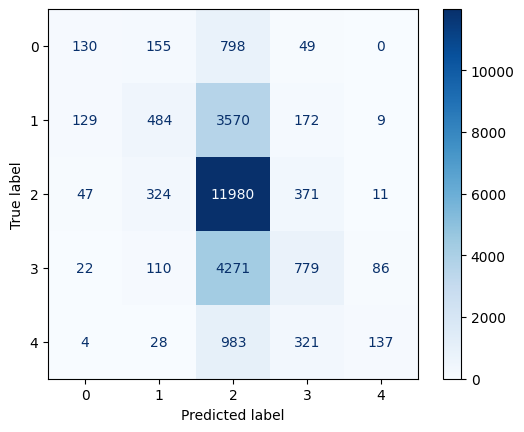 0 130 155 798 49 0
1 129 484 3570 172 9
2 47 324 11980 371 11
3 22 110 4271 779 86
4 4 28 983 321 137
0 1 2 3 4
Predicted label
True label
10000
8000
6000
4000
2000
0